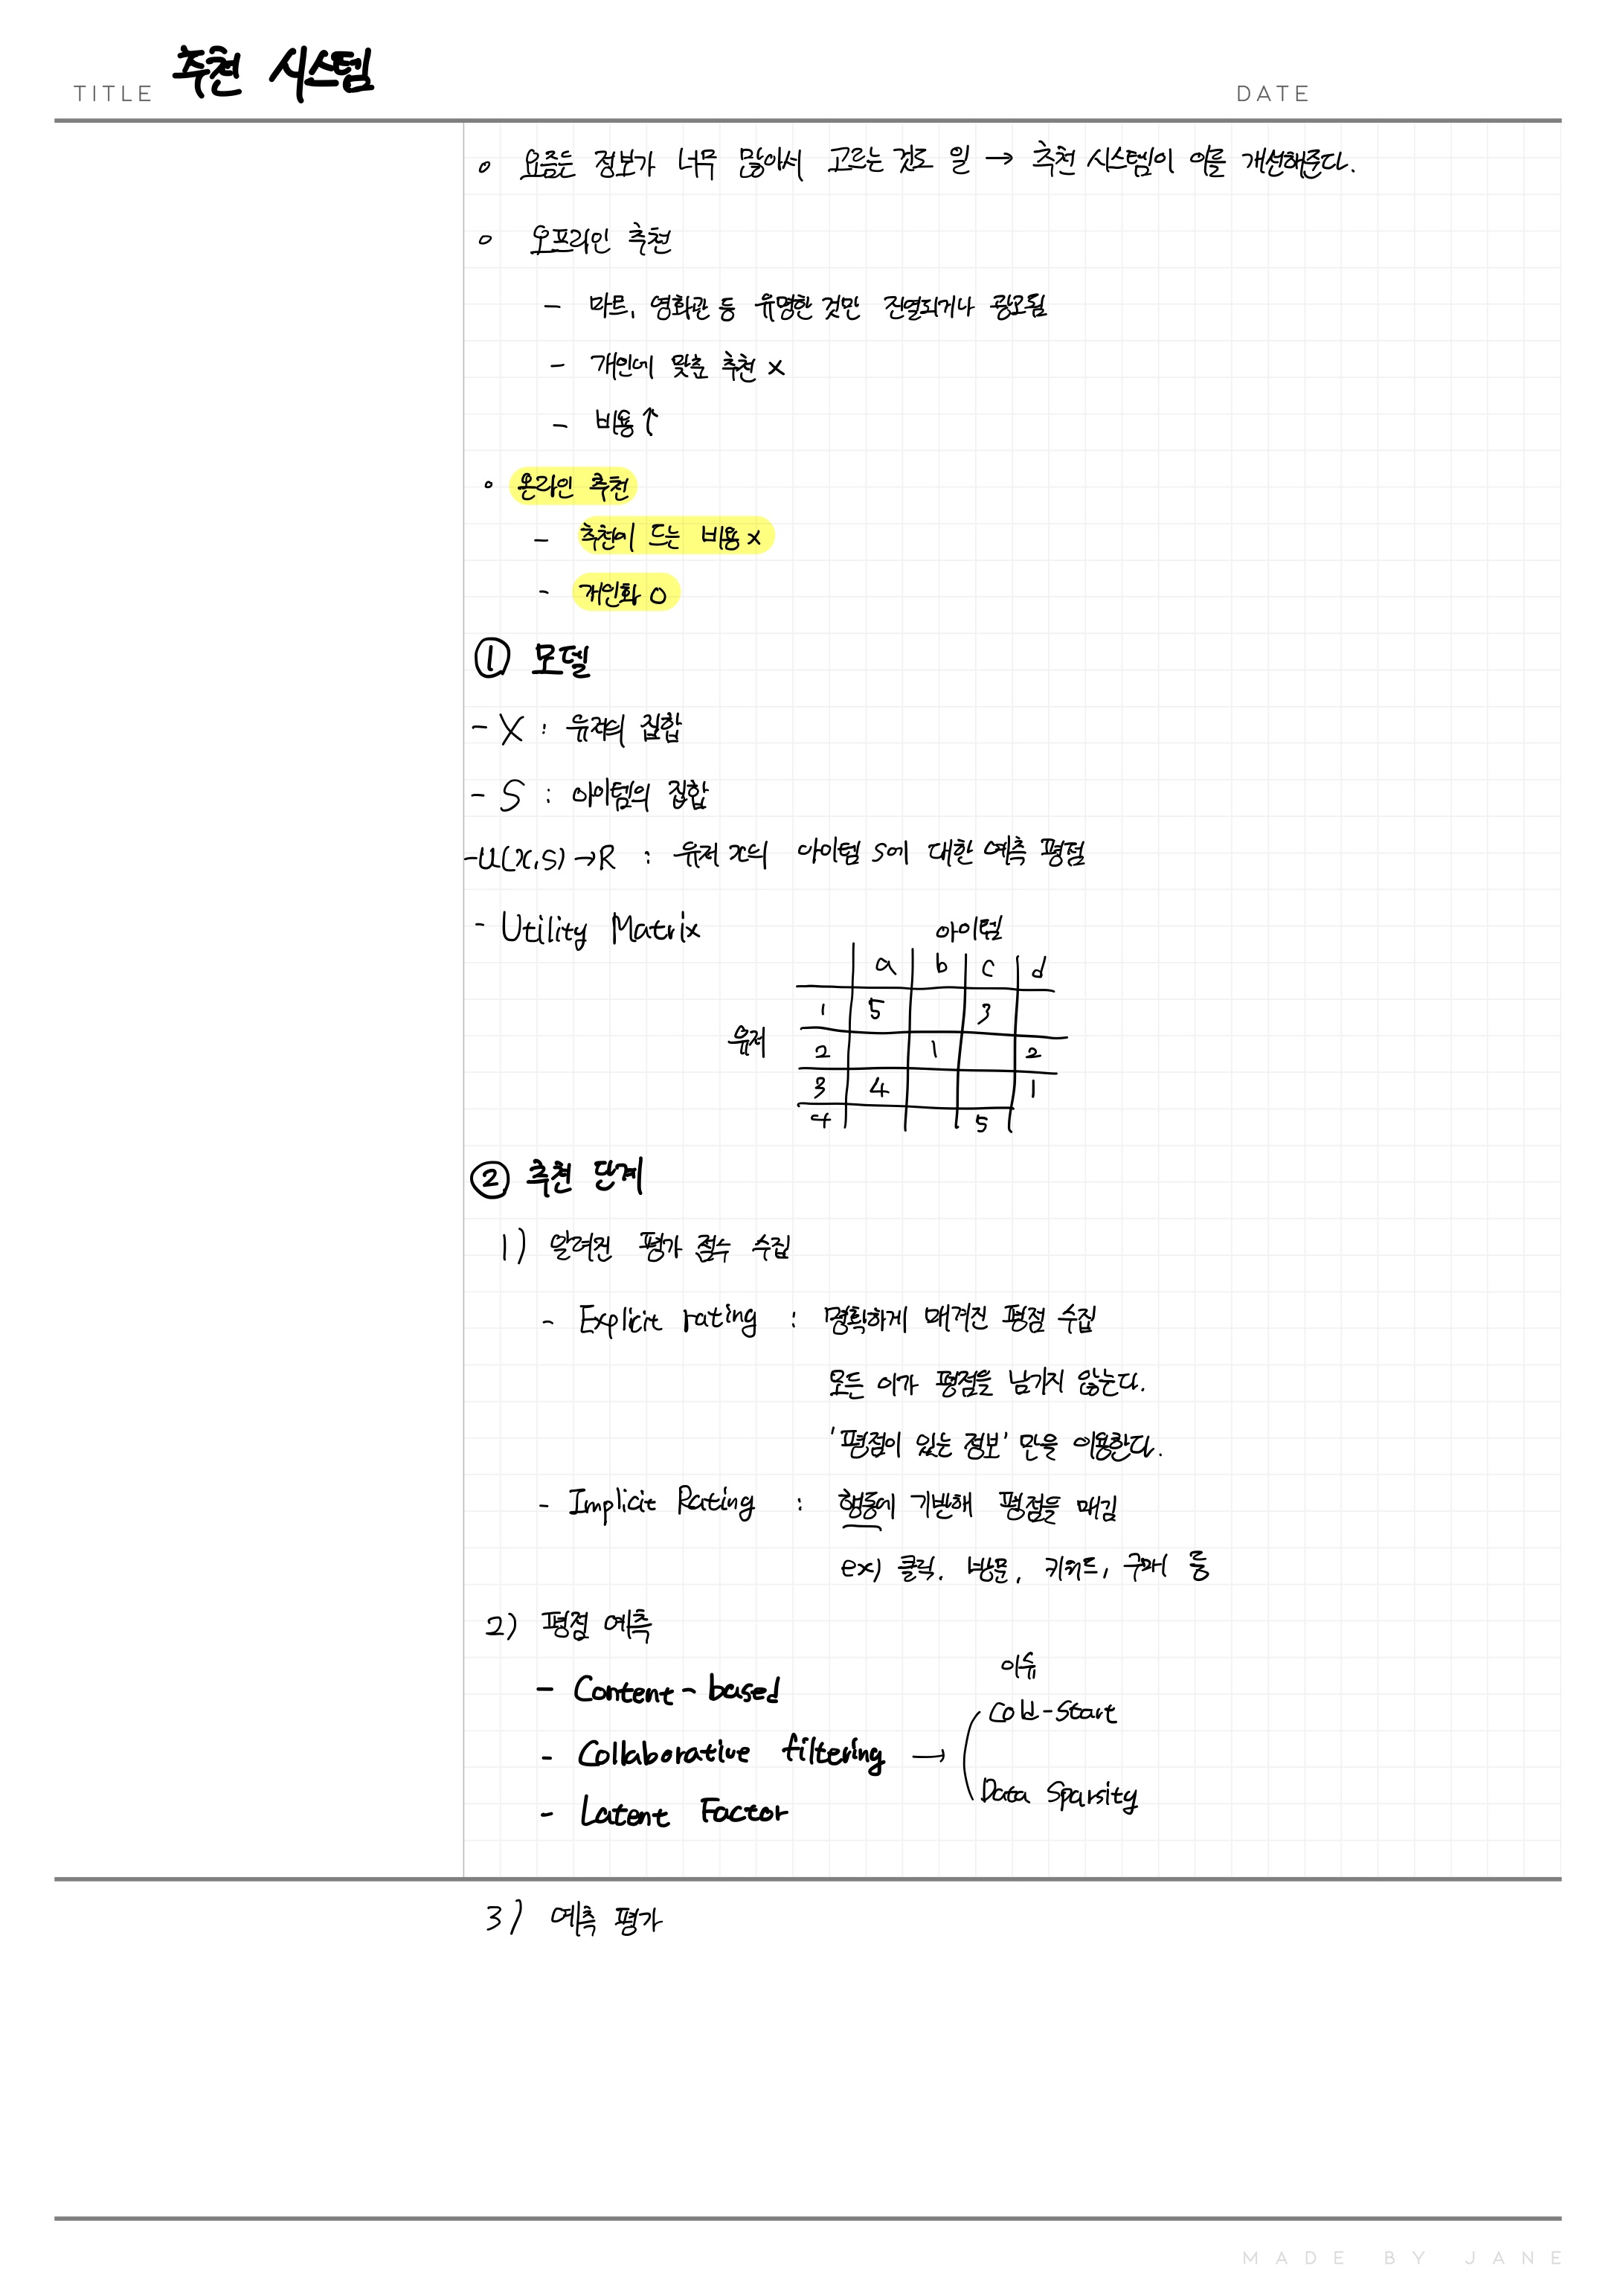 TITLE 추천 시스템 DATE
◦ 요즘은 정보가 너무 많아서 고르는 것도 일 → 추천 시스템이 이를 개선해준다.
◦ 오프라인 추천
- 마트, 영화관 등 유명한 것만 진열되거나 광고됨
- 개인에 맞춘 추천 x
- 비용 ↑
◦ 온라인 추천
- 추천에 드는 비용 x
- 개인화 O
① 모델
- X : 유저의 집합
- S : 아이템의 집합
- u(x,s) → R : 유저 x의 아이템 s에 대한 예측 평점
- Utility Matrix
아이템
a b c d
1 5 3
유저
2 1 2
3 4 1
4 5
② 추천 단계
1) 알려진 평가 점수 수집
- Explicit rating : 명확하게 매겨진 평점 수집
모든 이가 평점을 남기지 않는다.
'평점이 있는 정보' 만을 이용한다.
- Implicit Rating : 행동에 기반해 평점을 매김
ex) 클릭, 방문, 키워드, 구매 등
2) 평점 예측
- Content-based
- Collaborative filtering →
이슈
Cold-Start
Data Sparsity
- Latent Factor
3) 예측 평가
MADE BY JANE